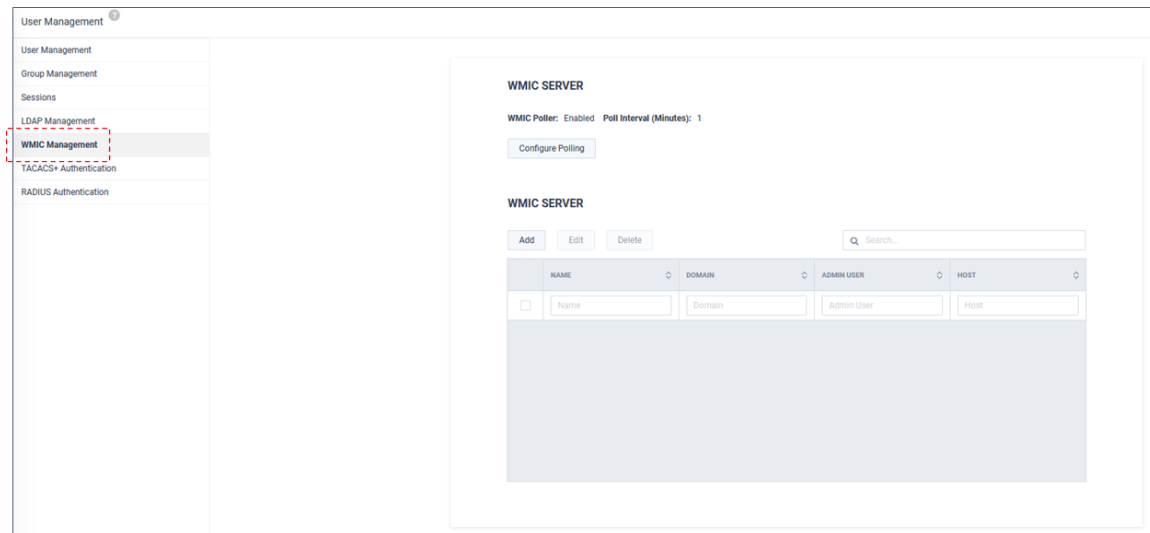 User Management ?
User Management
Group Management
Sessions
LDAP Management
WMIC Management
TACACS+ Authentication
RADIUS Authentication
WMIC SERVER
WMIC Poller: Enabled Poll Interval (Minutes): 1
Configure Polling
WMIC SERVER
Add Edit Delete Search...
NAME DOMAIN ADMIN USER HOST
Name Domain Admin User Host